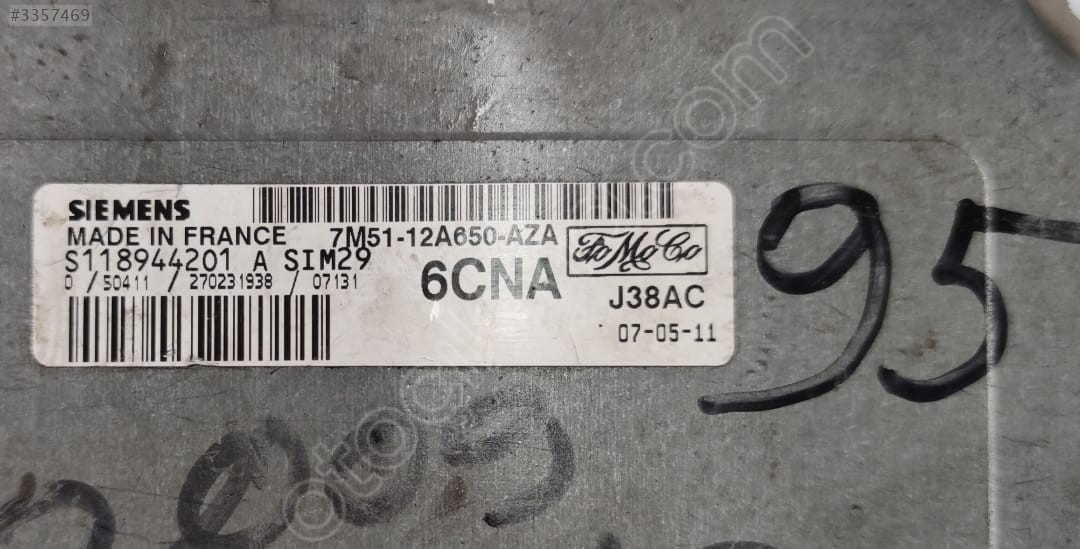 #3357469
SIEMENS
MADE IN FRANCE 7M51-12A650-AZA
FoMoCo
S118944201 A SIM29
6CNA
0 / 50411 / 270231938 / 07131
J38AC
07-05-11
95